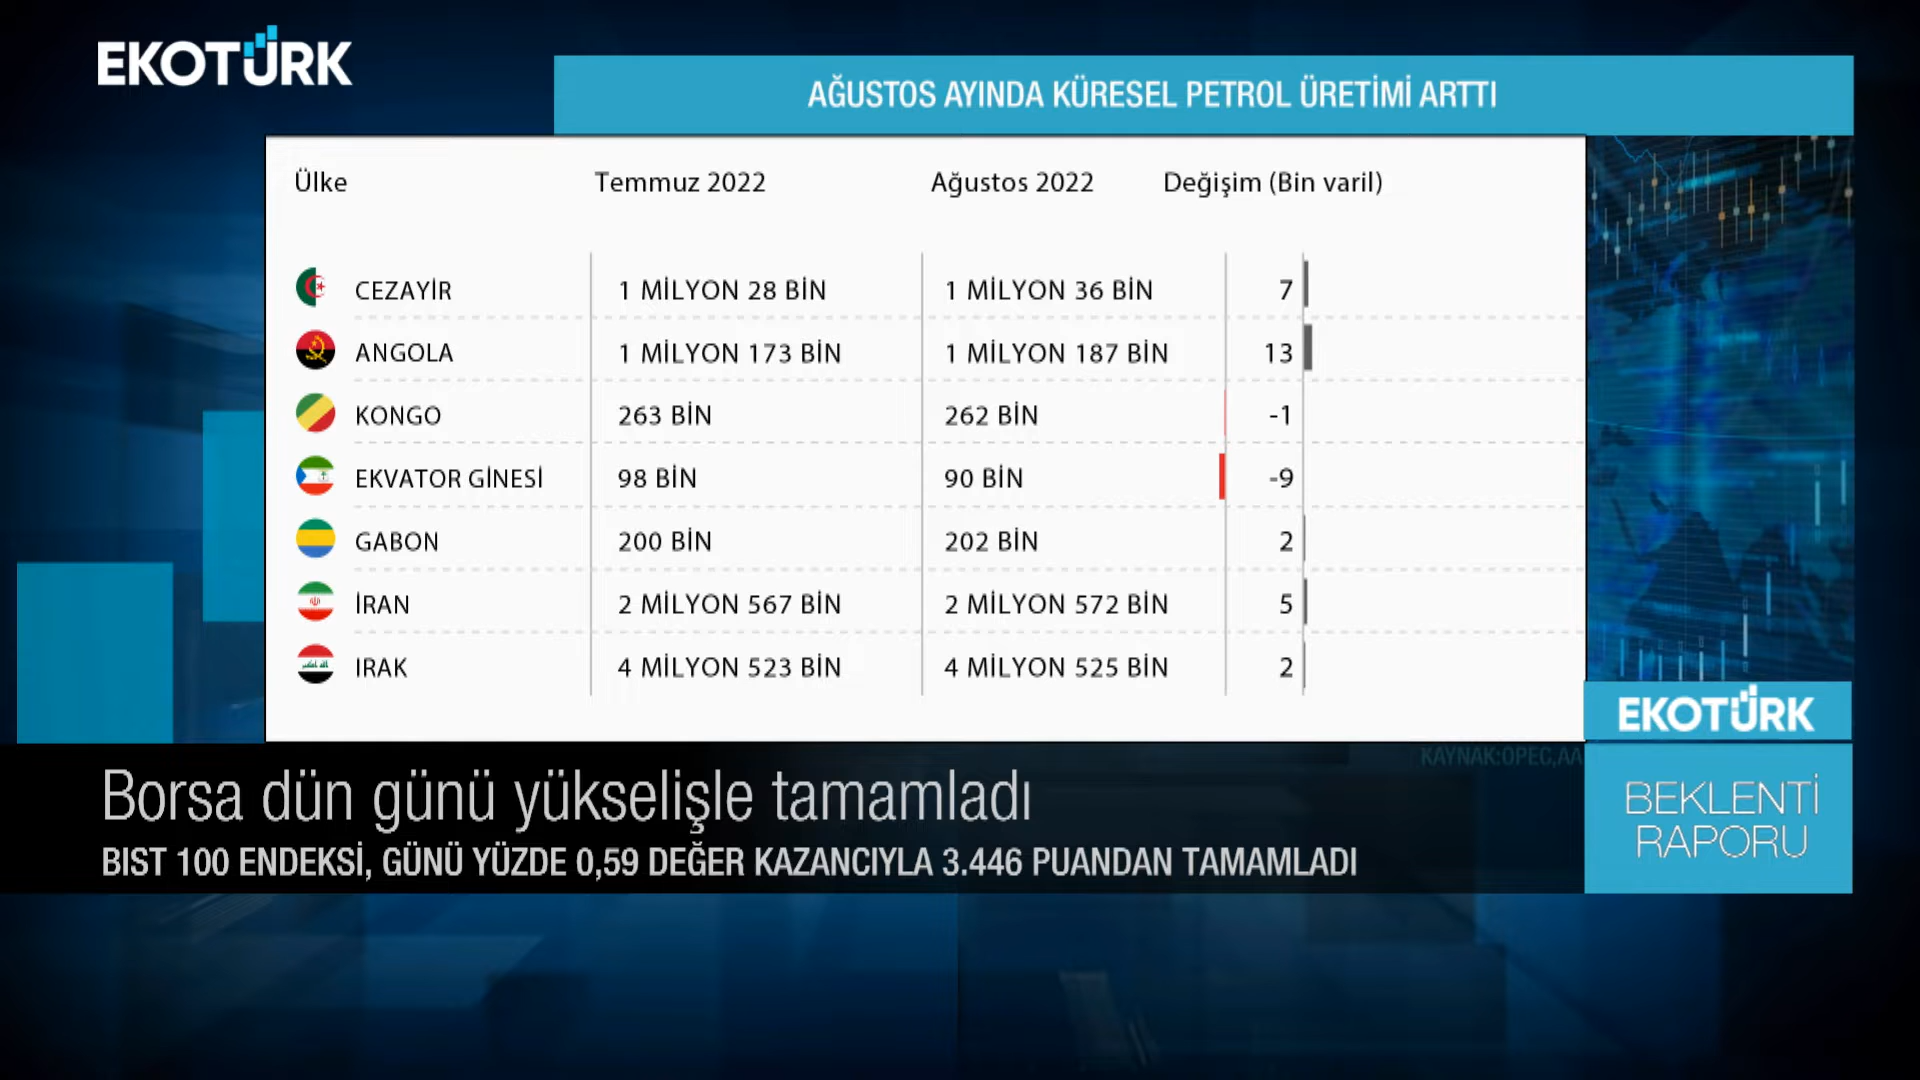 EKOTÜRK
AĞUSTOS AYINDA KÜRESEL PETROL ÜRETİMİ ARTTI
Ülke Temmuz 2022 Ağustos 2022 Değişim (Bin varil)
CEZAYİR 1 MİLYON 28 BİN 1 MİLYON 36 BİN 7
ANGOLA 1 MİLYON 173 BİN 1 MİLYON 187 BİN 13
KONGO 263 BİN 262 BİN -1
EKVATOR GİNESİ 98 BİN 90 BİN -9
GABON 200 BİN 202 BİN 2
İRAN 2 MİLYON 567 BİN 2 MİLYON 572 BİN 5
IRAK 4 MİLYON 523 BİN 4 MİLYON 525 BİN 2
EKOTÜRK
KAYNAK:OPEC,AA
Borsa dün günü yükselişle tamamladı
BIST 100 ENDEKSİ, GÜNÜ YÜZDE 0,59 DEĞER KAZANCIYLA 3.446 PUANDAN TAMAMLADI
BEKLENTİ
RAPORU